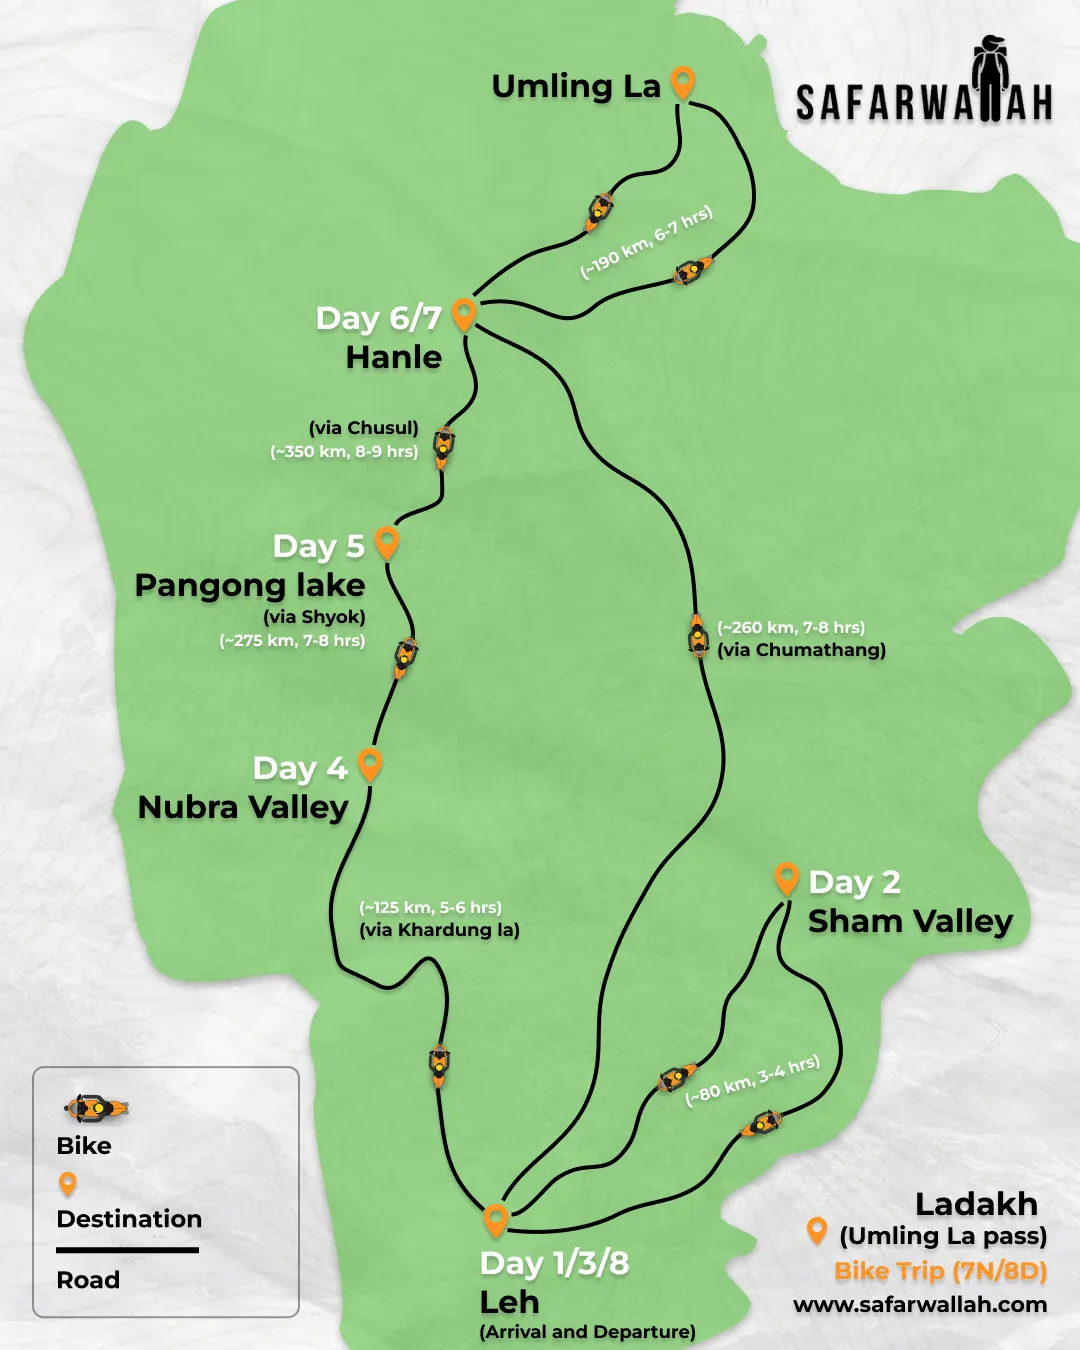 SAFARWALLAH
Umling La
(~190 km, 6-7 hrs)
Day 6/7
Hanle
(via Chusul)
(~350 km, 8-9 hrs)
Day 5
Pangong lake
(via Shyok)
(~275 km, 7-8 hrs)
(~260 km, 7-8 hrs)
(via Chumathang)
Day 4
Nubra Valley
Day 2
Sham Valley
(~125 km, 5-6 hrs)
(via Khardung la)
(~80 km, 3-4 hrs)
Bike
Destination
Road
Day 1/3/8
Leh
(Arrival and Departure)
Ladakh
(Umling La pass)
Bike Trip (7N/8D)
www.safarwallah.com